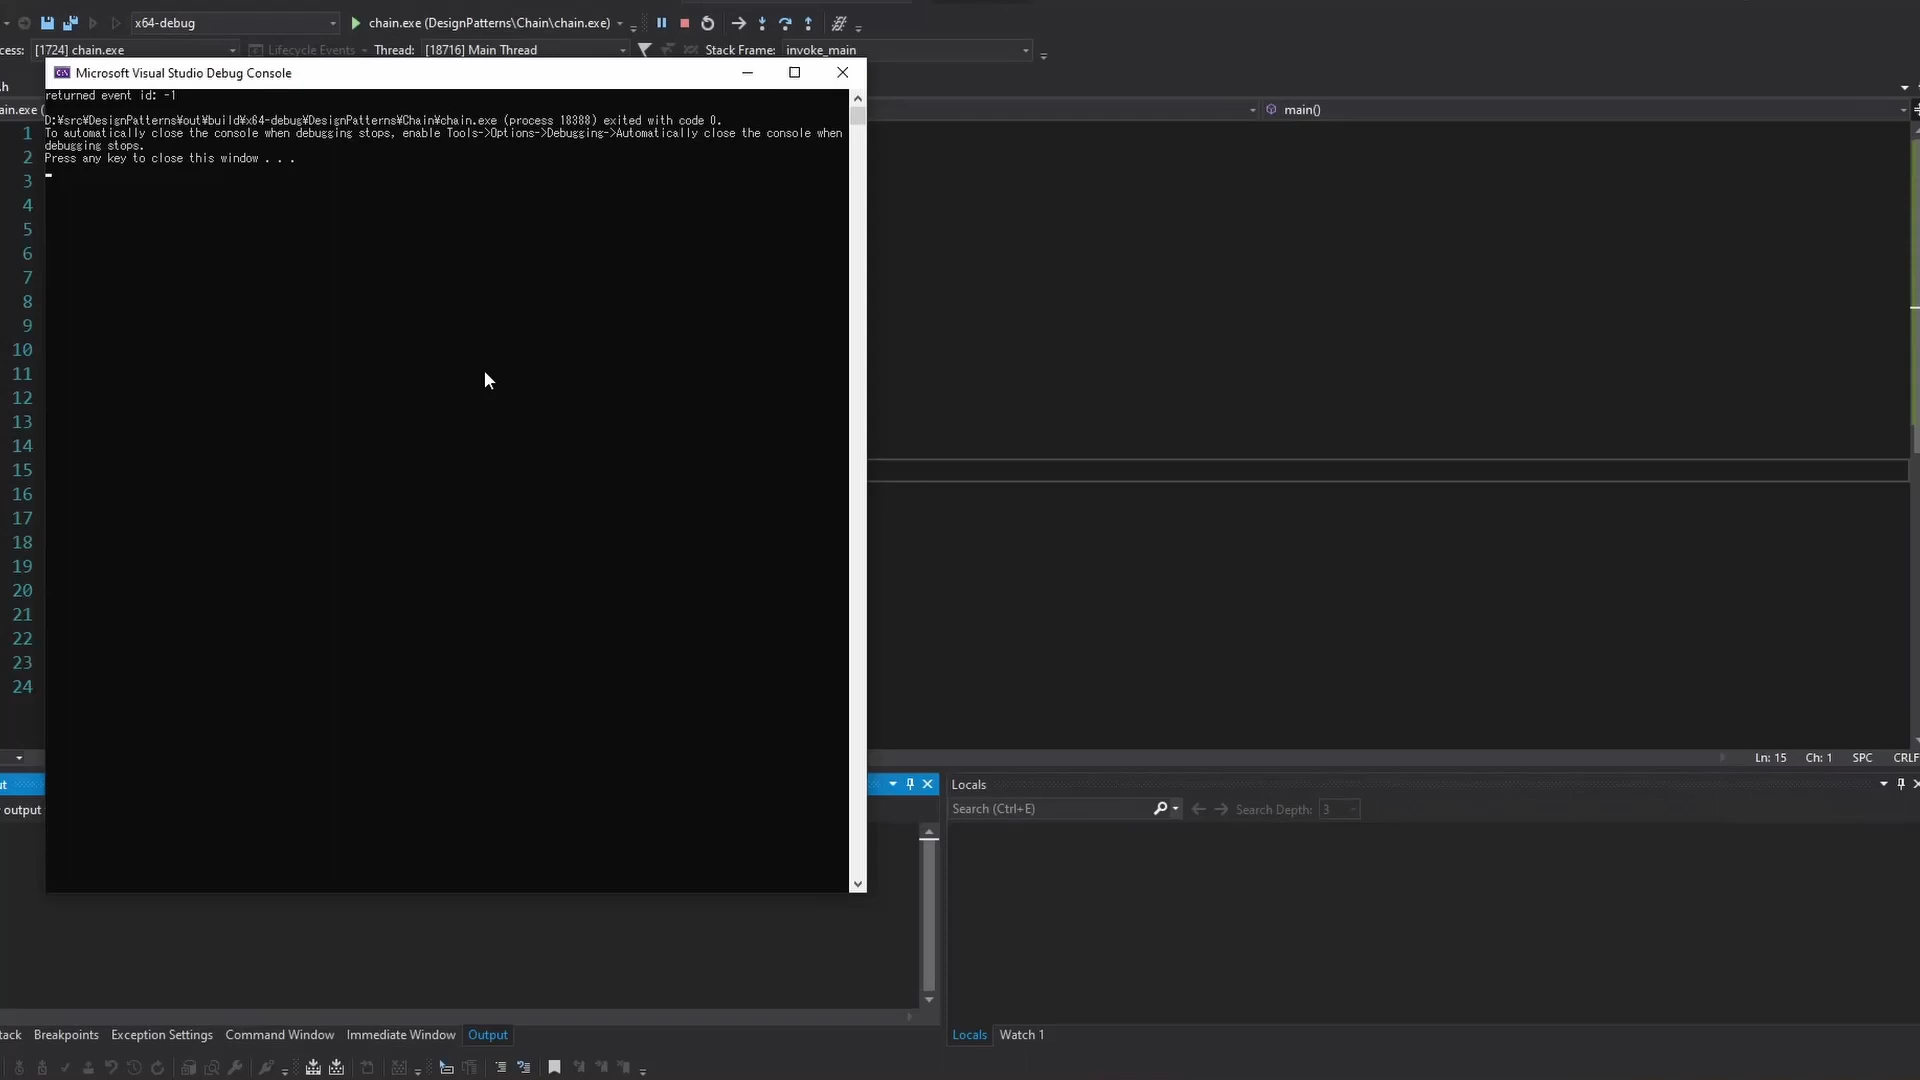 x64-debug
chain.exe (DesignPatterns\Chain\chain.exe)
cess: [1724] chain.exe Lifecycle Events Thread: [18716] Main Thread Stack Frame: invoke_main
Microsoft Visual Studio Debug Console
.h
ain.exe (
main()
returned event id: -1
D:¥src¥DesignPatterns¥out¥build¥x64-debug¥DesignPatterns¥Chain¥chain.exe (process 18388) exited with code 0.
To automatically close the console when debugging stops, enable Tools->Options->Debugging->Automatically close the console when
debugging stops.
Press any key to close this window . . .
1
2
3
4
5
6
7
8
9
10
11
12
13
14
15
16
17
18
19
20
21
22
23
24
Ln: 15 Ch: 1 SPC CRLF
ut
Locals
output
Search (Ctrl+E) Search Depth: 3
tack Breakpoints Exception Settings Command Window Immediate Window Output
Locals Watch 1